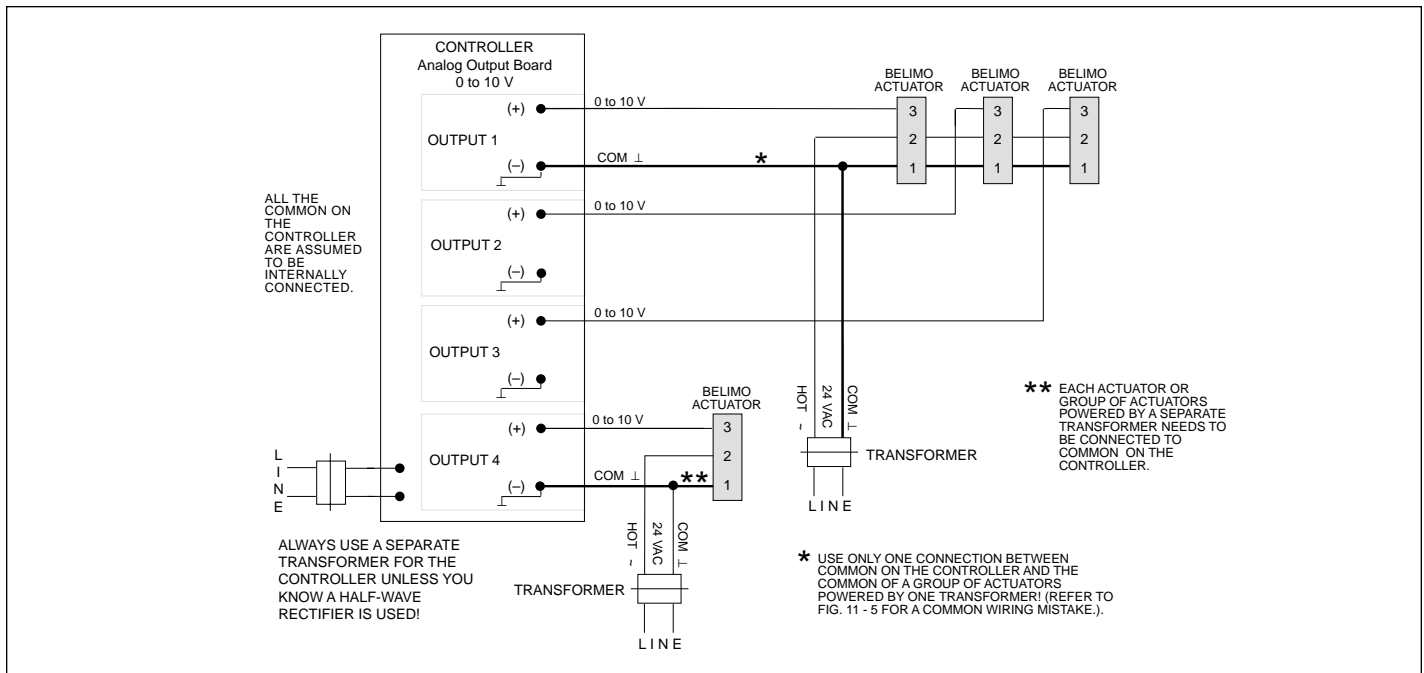 CONTROLLER
Analog Output Board
0 to 10 V
BELIMO
ACTUATOR
BELIMO
ACTUATOR
BELIMO
ACTUATOR
(+)
0 to 10 V
3
3
3
OUTPUT 1
2
2
2
(–)
COM ⊥
*
1
1
1
⊥
ALL THE
COMMON ON
THE
CONTROLLER
ARE ASSUMED
TO BE
INTERNALLY
CONNECTED.
(+)
0 to 10 V
OUTPUT 2
(–)
⊥
(+)
0 to 10 V
OUTPUT 3
(–)
⊥
BELIMO
ACTUATOR
(+)
0 to 10 V
3
OUTPUT 4
2
(–)
COM ⊥
**
1
⊥
LINE
HOT ~
24 VAC
COM ⊥
TRANSFORMER
LINE
** EACH ACTUATOR OR
GROUP OF ACTUATORS
POWERED BY A SEPARATE
TRANSFORMER NEEDS TO
BE CONNECTED TO
COMMON ON THE
CONTROLLER.
ALWAYS USE A SEPARATE
TRANSFORMER FOR THE
CONTROLLER UNLESS YOU
KNOW A HALF-WAVE
RECTIFIER IS USED!
HOT ~
24 VAC
COM ⊥
TRANSFORMER
LINE
* USE ONLY ONE CONNECTION BETWEEN
COMMON ON THE CONTROLLER AND THE
COMMON OF A GROUP OF ACTUATORS
POWERED BY ONE TRANSFORMER! (REFER TO
FIG. 11 - 5 FOR A COMMON WIRING MISTAKE.).